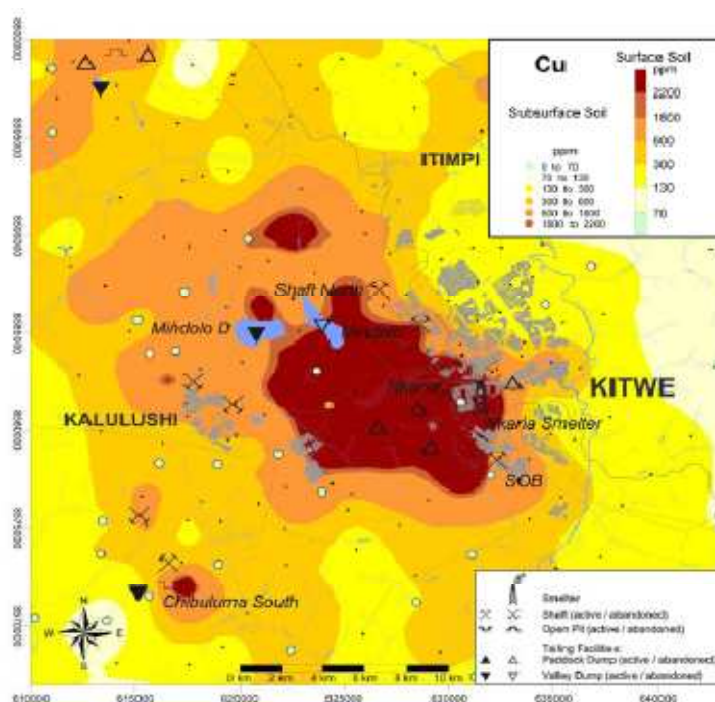 Cu
Surface Soil
ppm
2200
1600
600
300
130
70
Subsurface Soil
ppm
0 to 70
70 to 130
130 to 300
300 to 600
600 to 1600
1600 to 2200
ITIMPI
Shaft
Mindolo D
KITWE
KALULUSHI
Nkana Smelter
SOB
Chibuluma South
N
W E
S
0 km 2 km 4 km 6 km 8 km 10 km
Smelter
Shaft (active / abandoned)
Open Pit (active / abandoned)
Tailing Facilities:
Paddock Dump (active / abandoned)
Valley Dump (active / abandoned)
610000 615000 620000 625000 630000 635000 640000